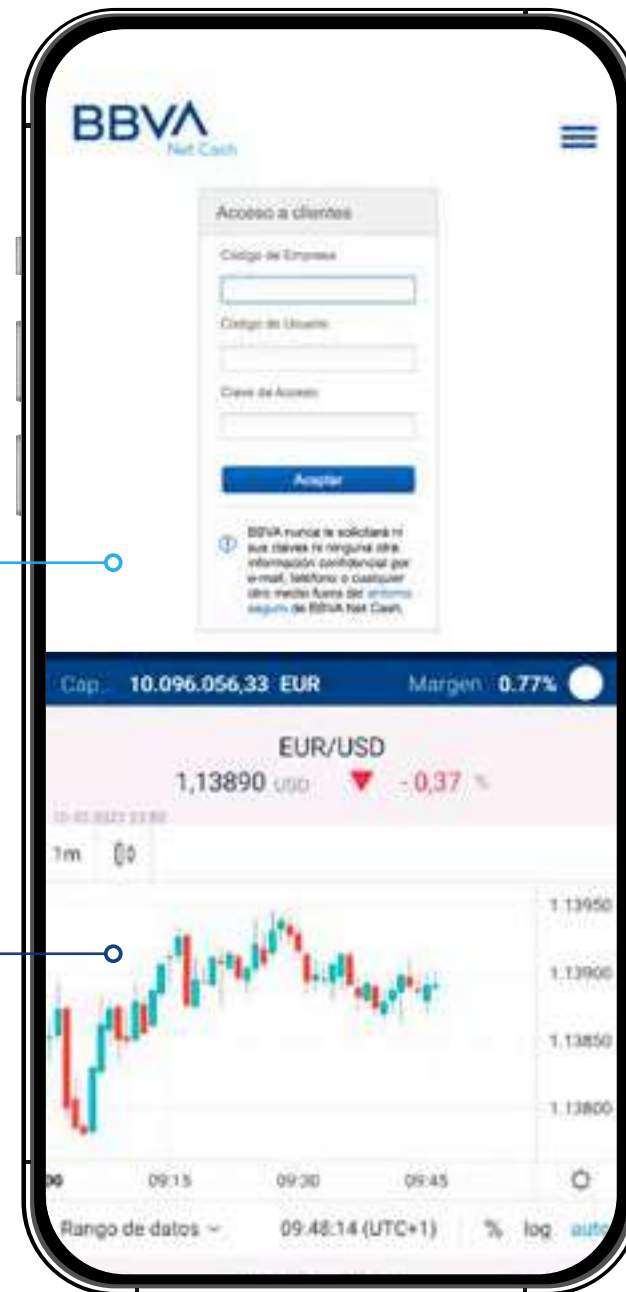 BBVA
Net Cash
Acceso a clientes
Código de Empresa
Código de Usuario
Clave de Acceso
Aceptar
BBVA nunca le solicitará ni
sus claves ni ninguna otra
información confidencial por
e-mail, teléfono o cualquier
otro medio fuera del entorno
seguro de BBVA Net Cash.
Cap. 10.096.056,33 EUR Margen 0.77%
EUR/USD
1,13890 USD ▼ -0,37 %
1m
1.13950
1.13900
1.13850
1.13800
00 09:15 09:30 09:45
Rango de datos 09:48:14 (UTC+1) % log auto